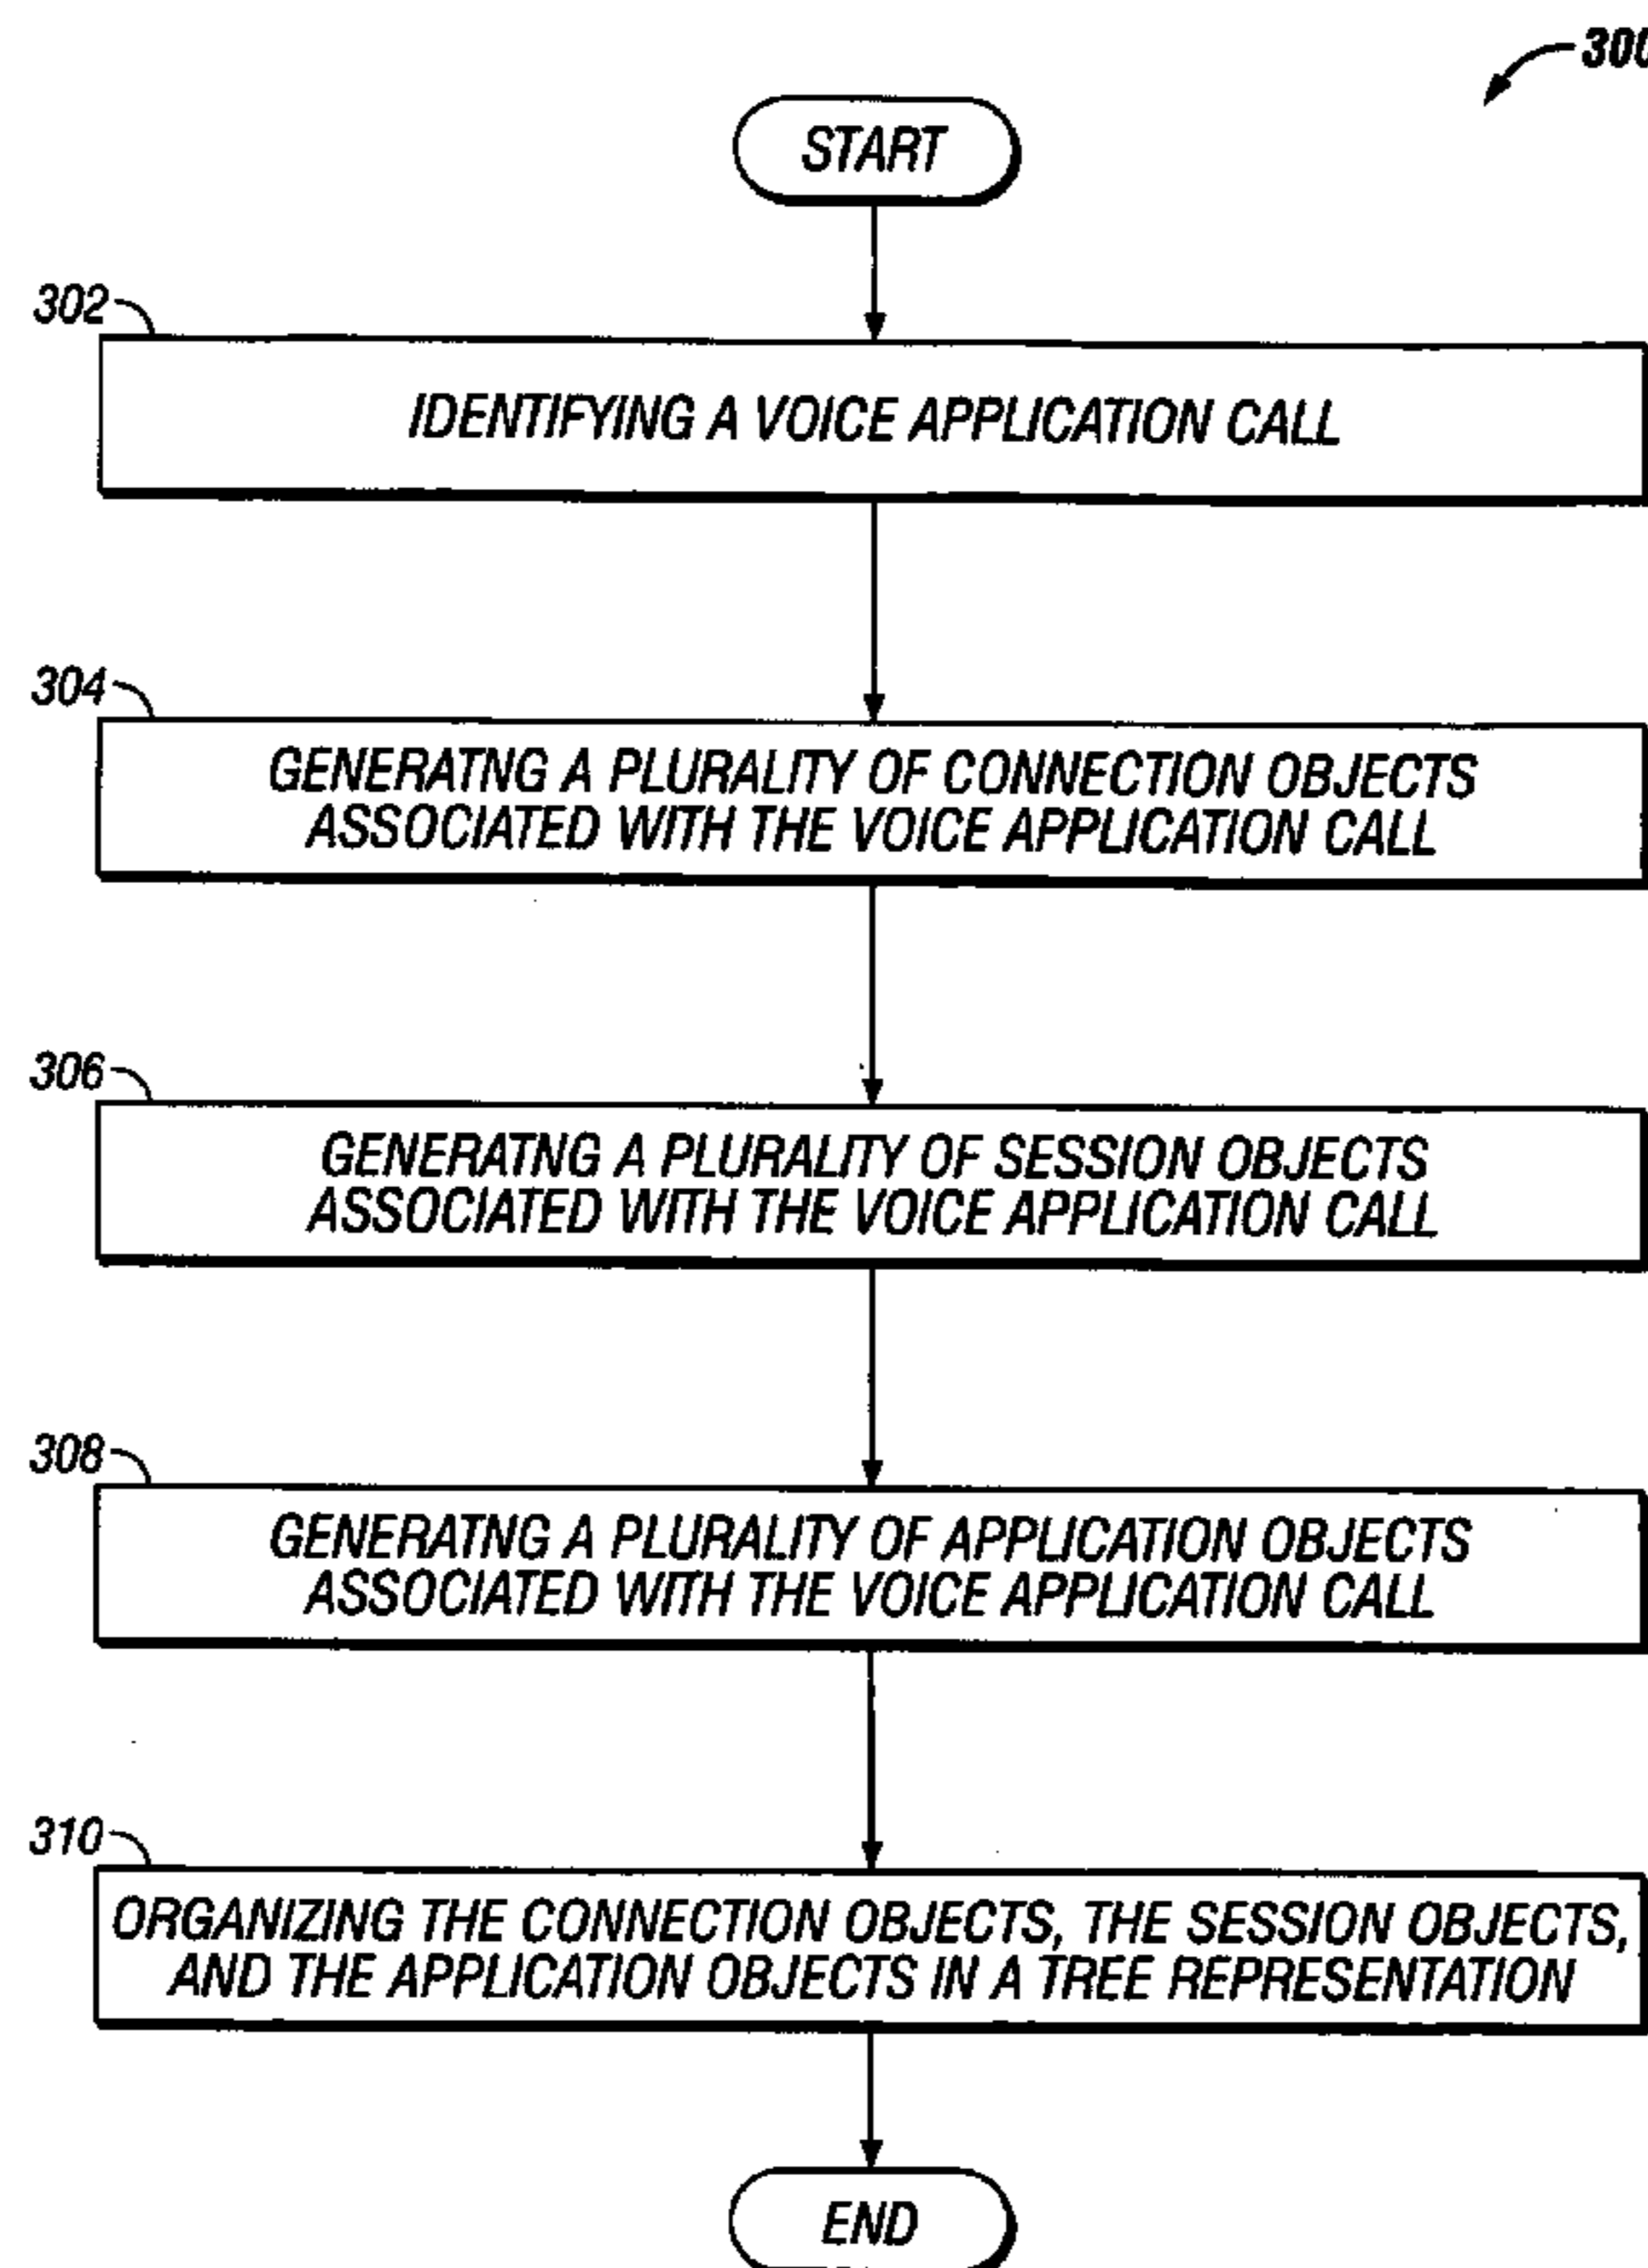 300
START
302
IDENTIFYING A VOICE APPLICATION CALL
304
GENERATNG A PLURALITY OF CONNECTION OBJECTS
ASSOCIATED WITH THE VOICE APPLICATION CALL
306
GENERATNG A PLURALITY OF SESSION OBJECTS
ASSOCIATED WITH THE VOICE APPLICATION CALL
308
GENERATNG A PLURALITY OF APPLICATION OBJECTS
ASSOCIATED WITH THE VOICE APPLICATION CALL
310
ORGANIZING THE CONNECTION OBJECTS, THE SESSION OBJECTS,
AND THE APPLICATION OBJECTS IN A TREE REPRESENTATION
END